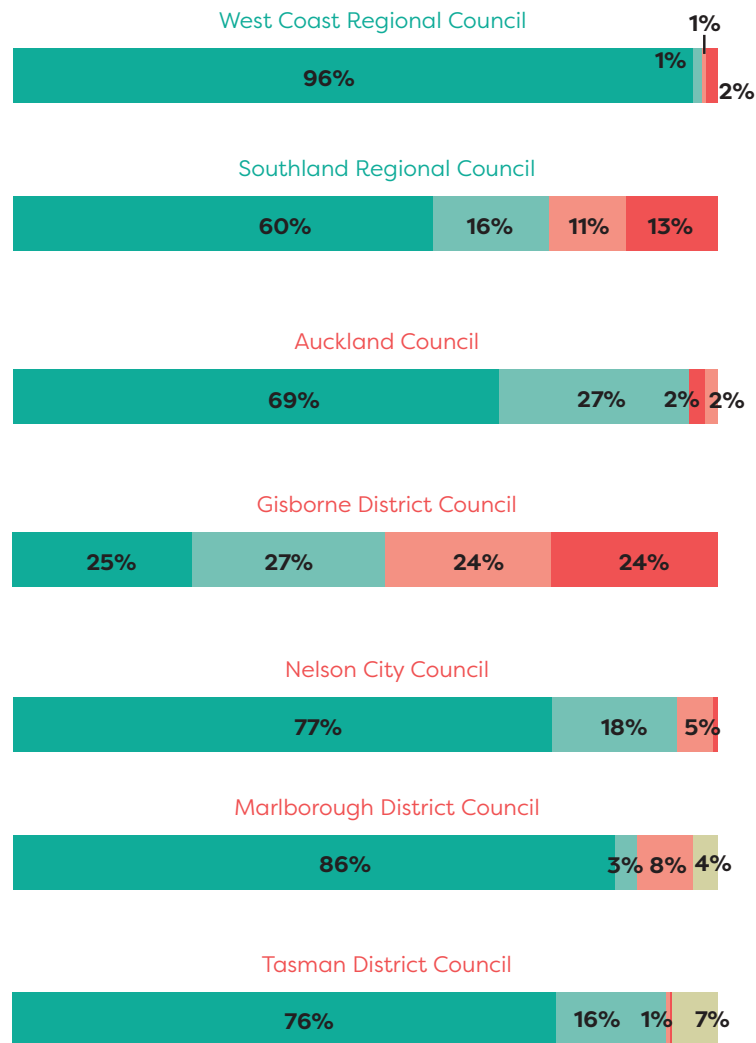 West Coast Regional Council
1%
96% 1% 2%
Southland Regional Council
60% 16% 11% 13%
Auckland Council
69% 27% 2% 2%
Gisborne District Council
25% 27% 24% 24%
Nelson City Council
77% 18% 5%
Marlborough District Council
86% 3% 8% 4%
Tasman District Council
76% 16% 1% 7%